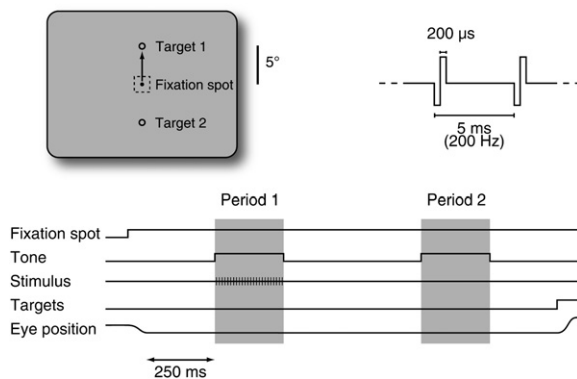 Target 1
5°
Fixation spot
Target 2
200 µs
5 ms
(200 Hz)
Period 1
Period 2
Fixation spot
Tone
Stimulus
Targets
Eye position
250 ms